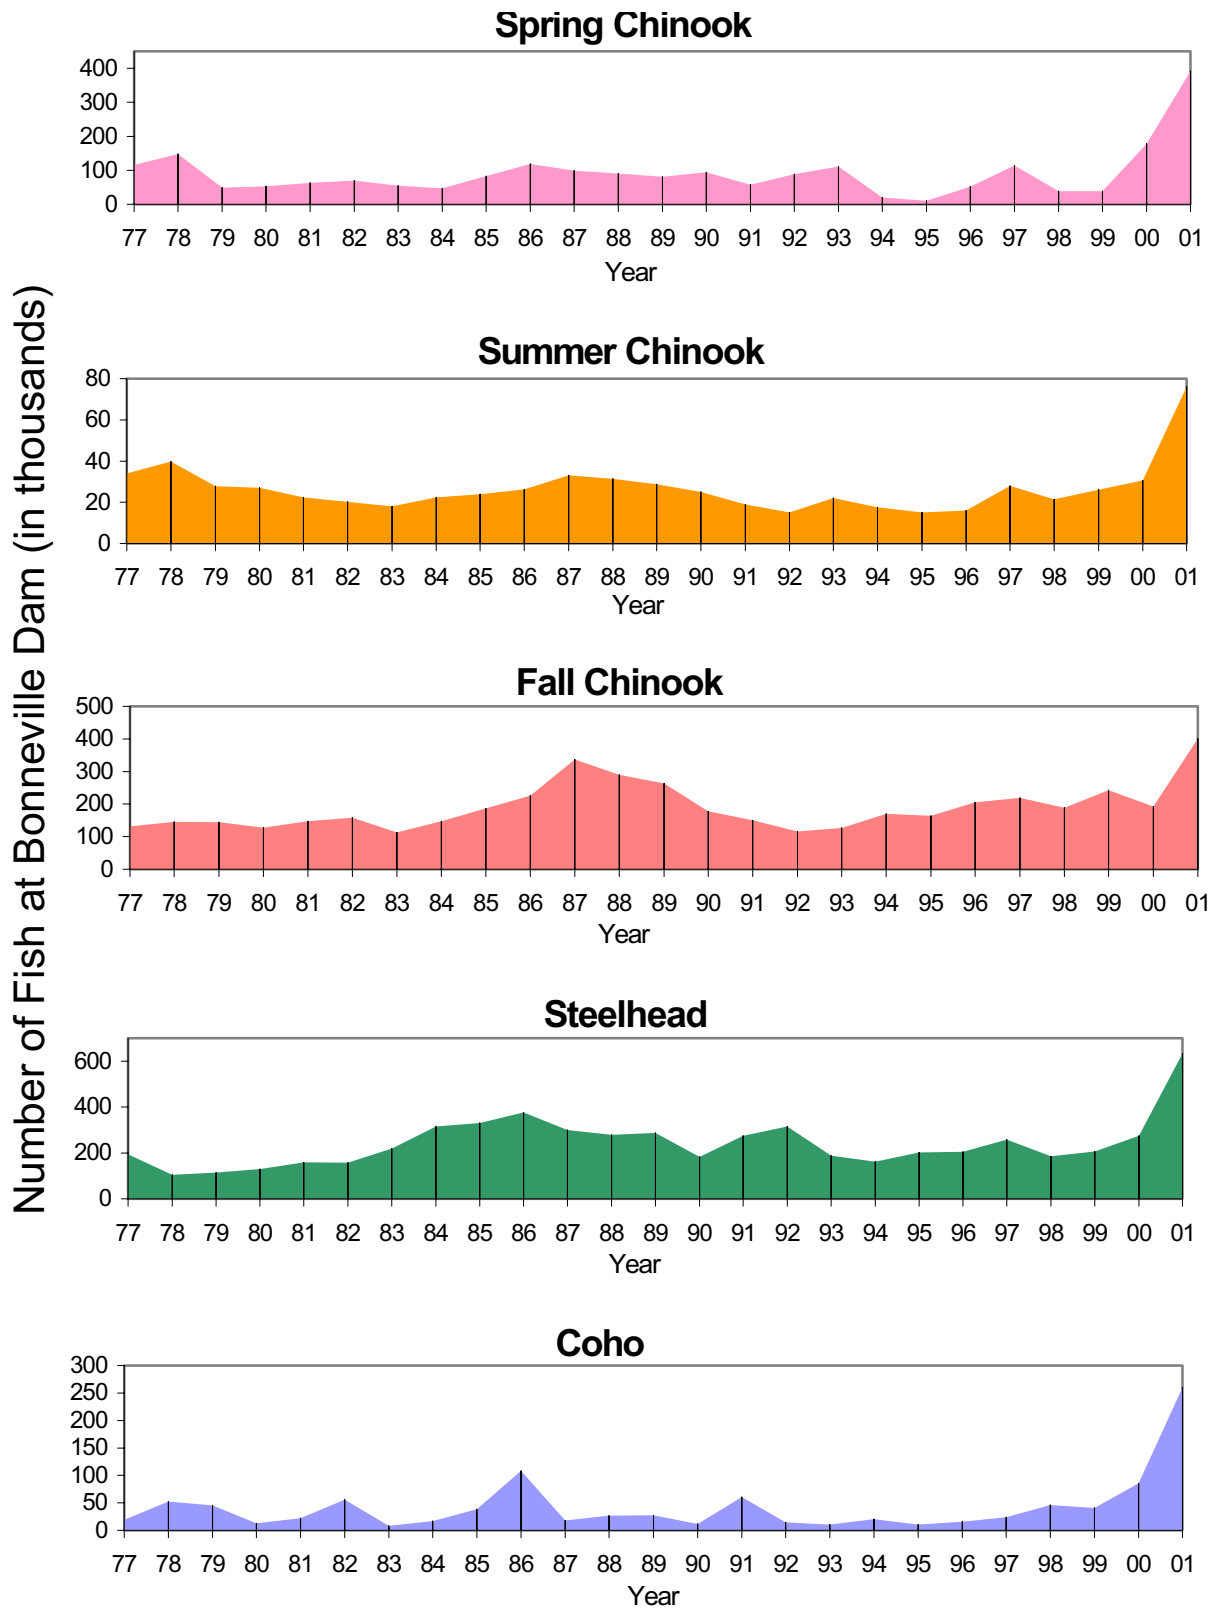 Number of Fish at Bonneville Dam (in thousands)
Spring Chinook
400
300
200
100
0
77 78 79 80 81 82 83 84 85 86 87 88 89 90 91 92 93 94 95 96 97 98 99 00 01
Year
Summer Chinook
80
60
40
20
0
77 78 79 80 81 82 83 84 85 86 87 88 89 90 91 92 93 94 95 96 97 98 99 00 01
Year
Fall Chinook
500
400
300
200
100
0
77 78 79 80 81 82 83 84 85 86 87 88 89 90 91 92 93 94 95 96 97 98 99 00 01
Year
Steelhead
600
400
200
0
77 78 79 80 81 82 83 84 85 86 87 88 89 90 91 92 93 94 95 96 97 98 99 00 01
Year
Coho
300
250
200
150
100
50
0
77 78 79 80 81 82 83 84 85 86 87 88 89 90 91 92 93 94 95 96 97 98 99 00 01
Year